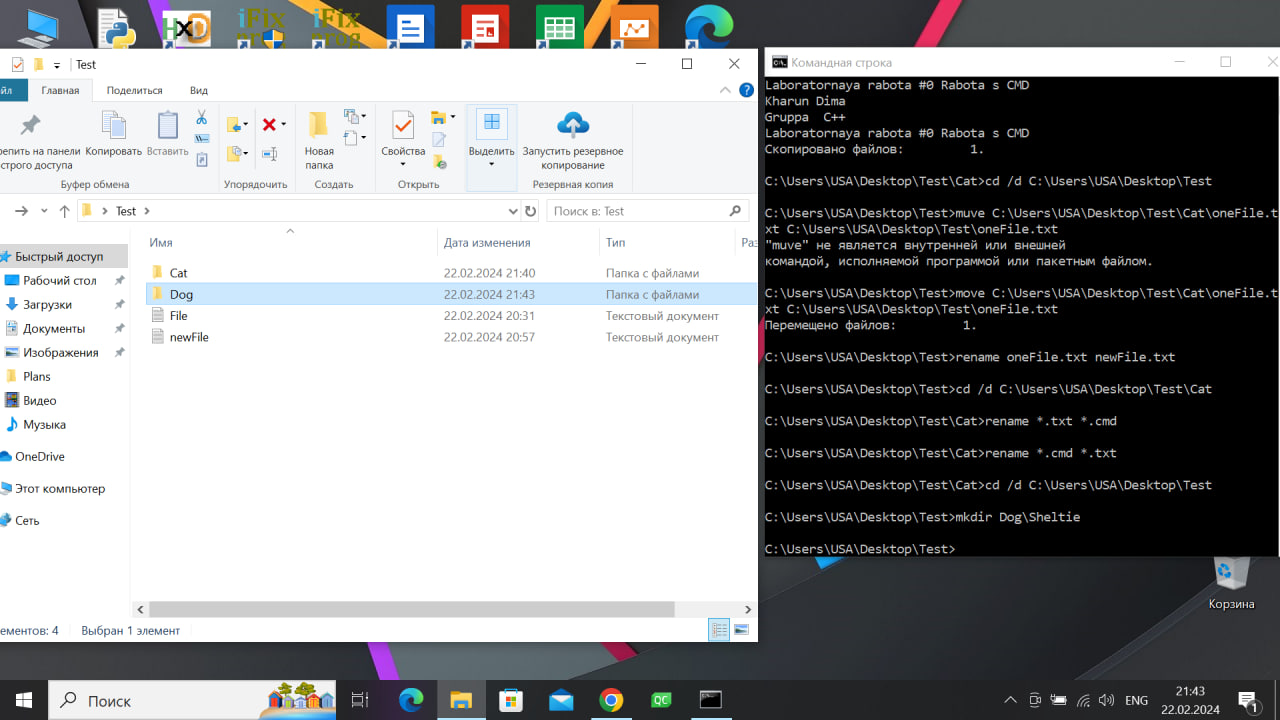 HxD
iFix
iFix
prog
Test
йл
Главная
Поделиться
Вид
репить на панели
строго доступа
Копировать
Вставить
Новая
папка
Свойства
Выделить
Запустить резервное
копирование
Буфер обмена
Упорядочить
Создать
Открыть
Резервная копия
Test
Поиск в: Test
Имя
Дата изменения
Тип
Раз
Быстрый доступ
Рабочий стол
Загрузки
Документы
Изображения
Plans
Видео
Музыка
OneDrive
Этот компьютер
Сеть
Cat 22.02.2024 21:40 Папка с файлами
Dog 22.02.2024 21:43 Папка с файлами
File 22.02.2024 20:31 Текстовый документ
newFile 22.02.2024 20:57 Текстовый документ
ементов: 4 Выбран 1 элемент
Командная строка
Laboratornaya rabota #0 Rabota s CMD
Kharun Dima
Gruppa  C++
Laboratornaya rabota #0 Rabota s CMD
Скопировано файлов:         1.
C:\Users\USA\Desktop\Test\Cat>cd /d C:\Users\USA\Desktop\Test
C:\Users\USA\Desktop\Test>muve C:\Users\USA\Desktop\Test\Cat\oneFile.t
xt C:\Users\USA\Desktop\Test\oneFile.txt
"muve" не является внутренней или внешней
командой, исполняемой программой или пакетным файлом.
C:\Users\USA\Desktop\Test>move C:\Users\USA\Desktop\Test\Cat\oneFile.t
xt C:\Users\USA\Desktop\Test\oneFile.txt
Перемещено файлов:         1.
C:\Users\USA\Desktop\Test>rename oneFile.txt newFile.txt
C:\Users\USA\Desktop\Test>cd /d C:\Users\USA\Desktop\Test\Cat
C:\Users\USA\Desktop\Test\Cat>rename *.txt *.cmd
C:\Users\USA\Desktop\Test\Cat>rename *.cmd *.txt
C:\Users\USA\Desktop\Test\Cat>cd /d C:\Users\USA\Desktop\Test
C:\Users\USA\Desktop\Test>mkdir Dog\Sheltie
C:\Users\USA\Desktop\Test>
Корзина
Поиск
QC
ENG
21:43
22.02.2024
1